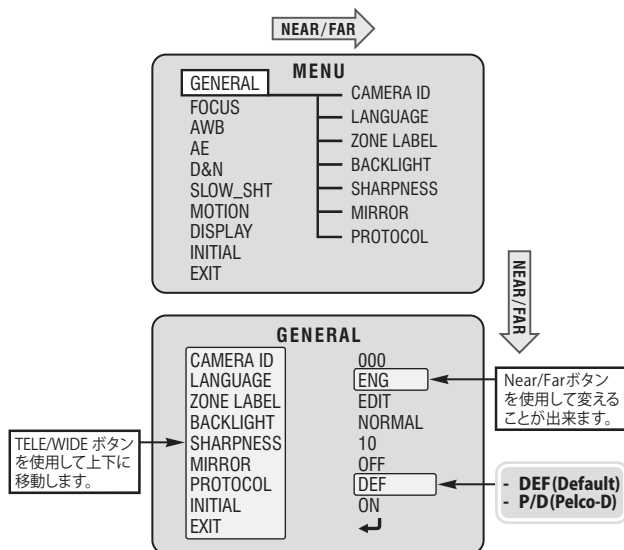 NEAR/FAR
MENU
GENERAL
FOCUS
AWB
AE
D&N
SLOW_SHT
MOTION
DISPLAY
INITIAL
EXIT
CAMERA ID
LANGUAGE
ZONE LABEL
BACKLIGHT
SHARPNESS
MIRROR
PROTOCOL
NEAR/FAR
GENERAL
CAMERA ID 000
LANGUAGE ENG
ZONE LABEL EDIT
BACKLIGHT NORMAL
SHARPNESS 10
MIRROR OFF
PROTOCOL DEF
INITIAL ON
EXIT ↵
TELE/WIDE ボタン
を使用して上下に
移動します。
Near/Farボタン
を使用して変える
ことが出来ます。
- DEF(Default)
- P/D(Pelco-D)